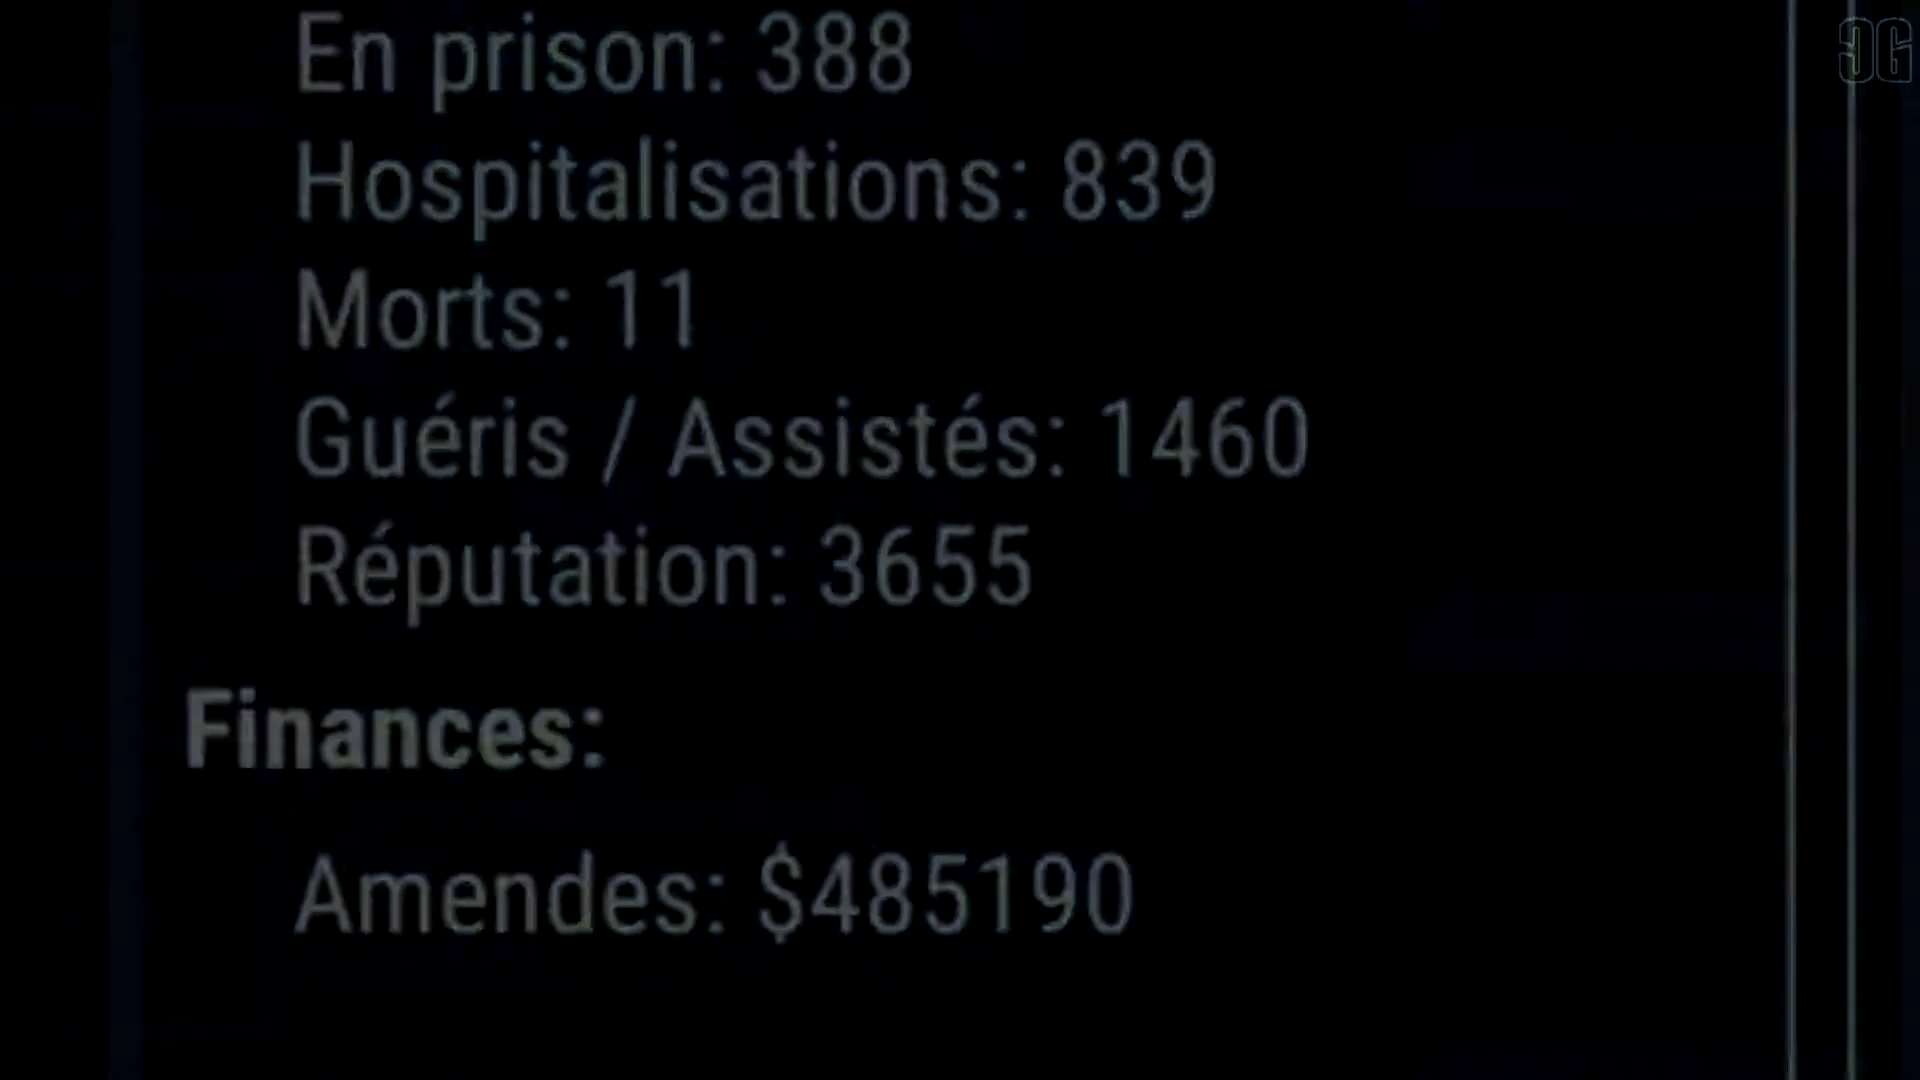 En prison: 388
Hospitalisations: 839
Morts: 11
Guéris / Assistés: 1460
Réputation: 3655
Finances:
Amendes: $485190